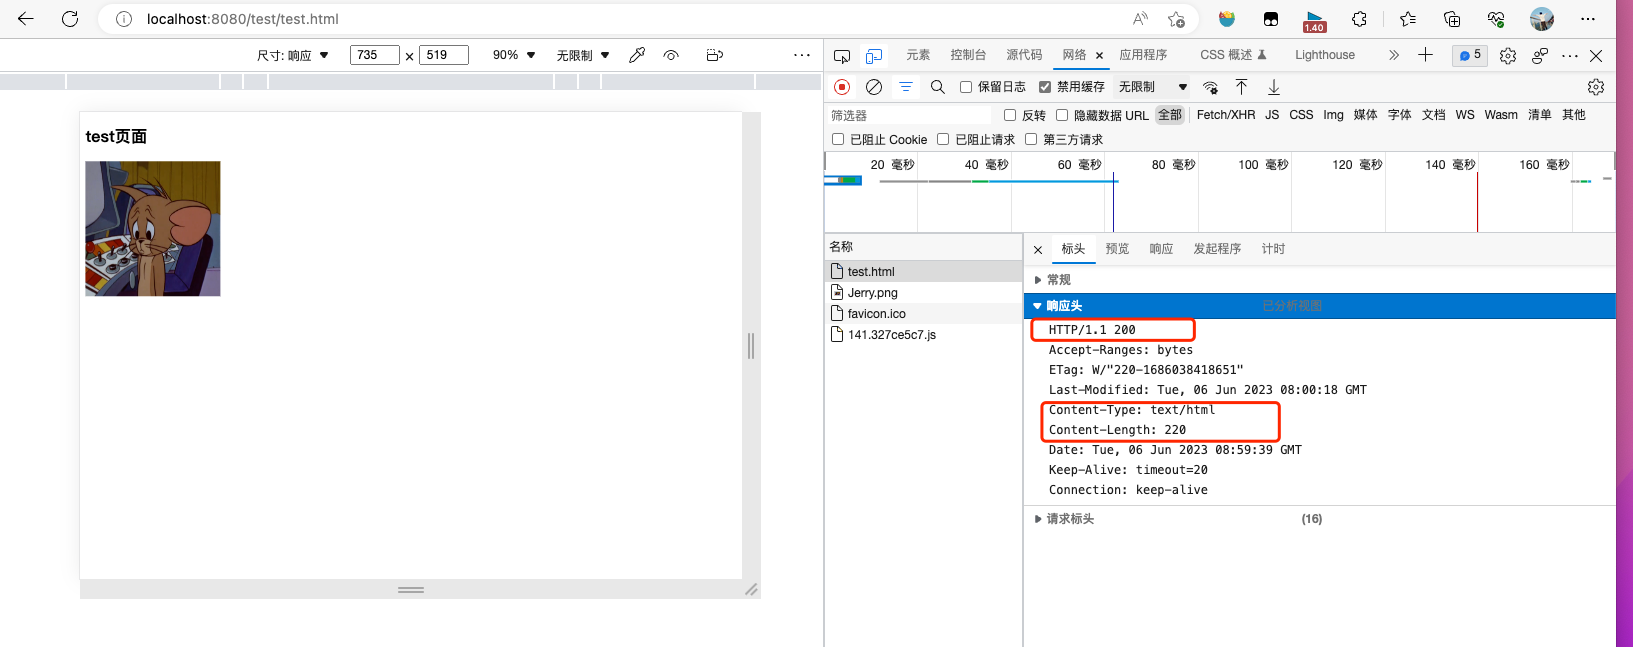 localhost:8080/test/test.html
1.40
尺寸: 响应 735 × 519 90% 无限制
元素 控制台 源代码 网络 应用程序 CSS 概述 Lighthouse 5
保留日志 禁用缓存 无限制
筛选器 反转 隐藏数据 URL 全部 Fetch/XHR JS CSS Img 媒体 字体 文档 WS Wasm 清单 其他
已阻止 Cookie 已阻止请求 第三方请求
20 毫秒 40 毫秒 60 毫秒 80 毫秒 100 毫秒 120 毫秒 140 毫秒 160 毫秒
test页面
名称
test.html
Jerry.png
favicon.ico
141.327ce5c7.js
标头 预览 响应 发起程序 计时
常规
响应头 已分析视图
HTTP/1.1 200
Accept-Ranges: bytes
ETag: W/"220-1686038418651"
Last-Modified: Tue, 06 Jun 2023 08:00:18 GMT
Content-Type: text/html
Content-Length: 220
Date: Tue, 06 Jun 2023 08:59:39 GMT
Keep-Alive: timeout=20
Connection: keep-alive
请求标头 (16)